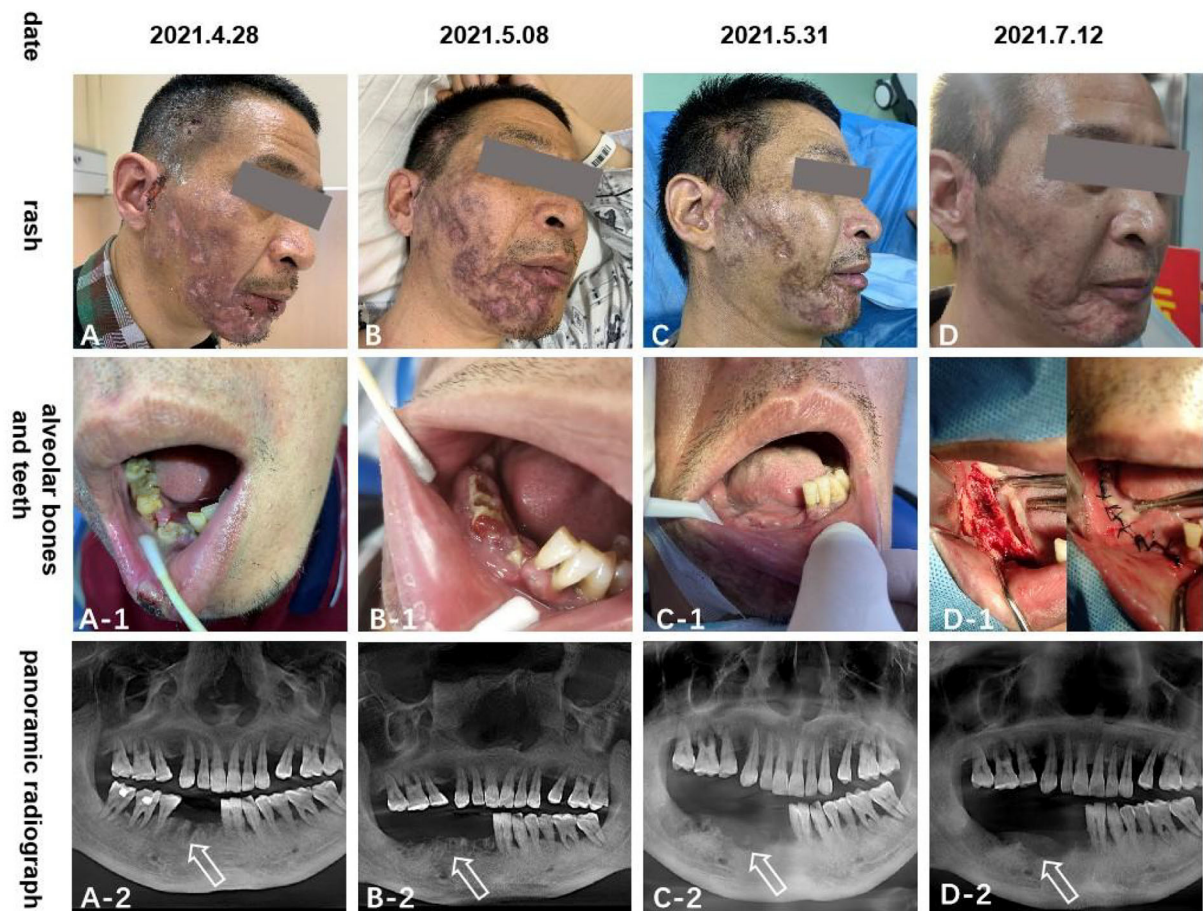 date
2021.4.28
2021.5.08
2021.5.31
2021.7.12
rash
A
B
C
D
alveolar bones
and teeth
A-1
B-1
C-1
D-1
panoramic radiograph
A-2
B-2
C-2
D-2